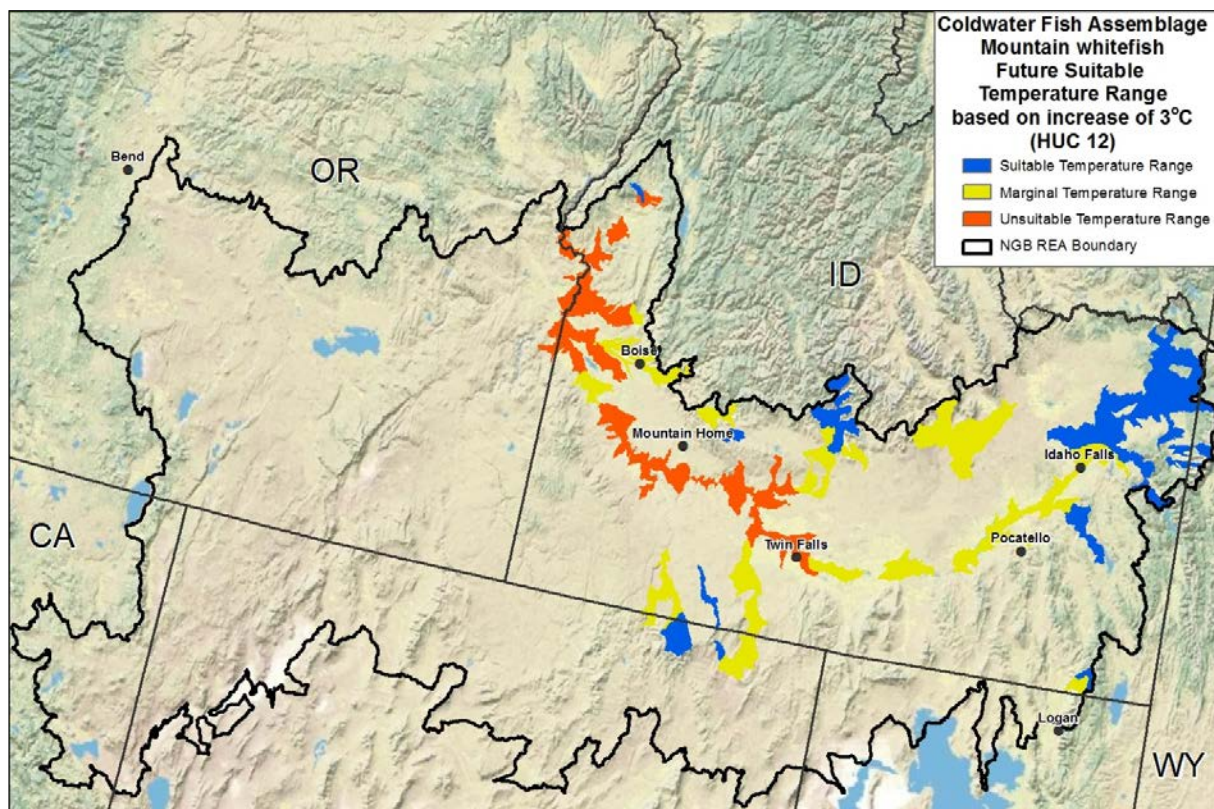 Coldwater Fish Assemblage
Mountain whitefish
Future Suitable
Temperature Range
based on increase of 3°C
(HUC 12)
Suitable Temperature Range
Marginal Temperature Range
Unsuitable Temperature Range
NGB REA Boundary
Bend
OR
ID
Boise
Mountain Home
Idaho Falls
CA
Twin Falls
Pocatello
Logan
WY